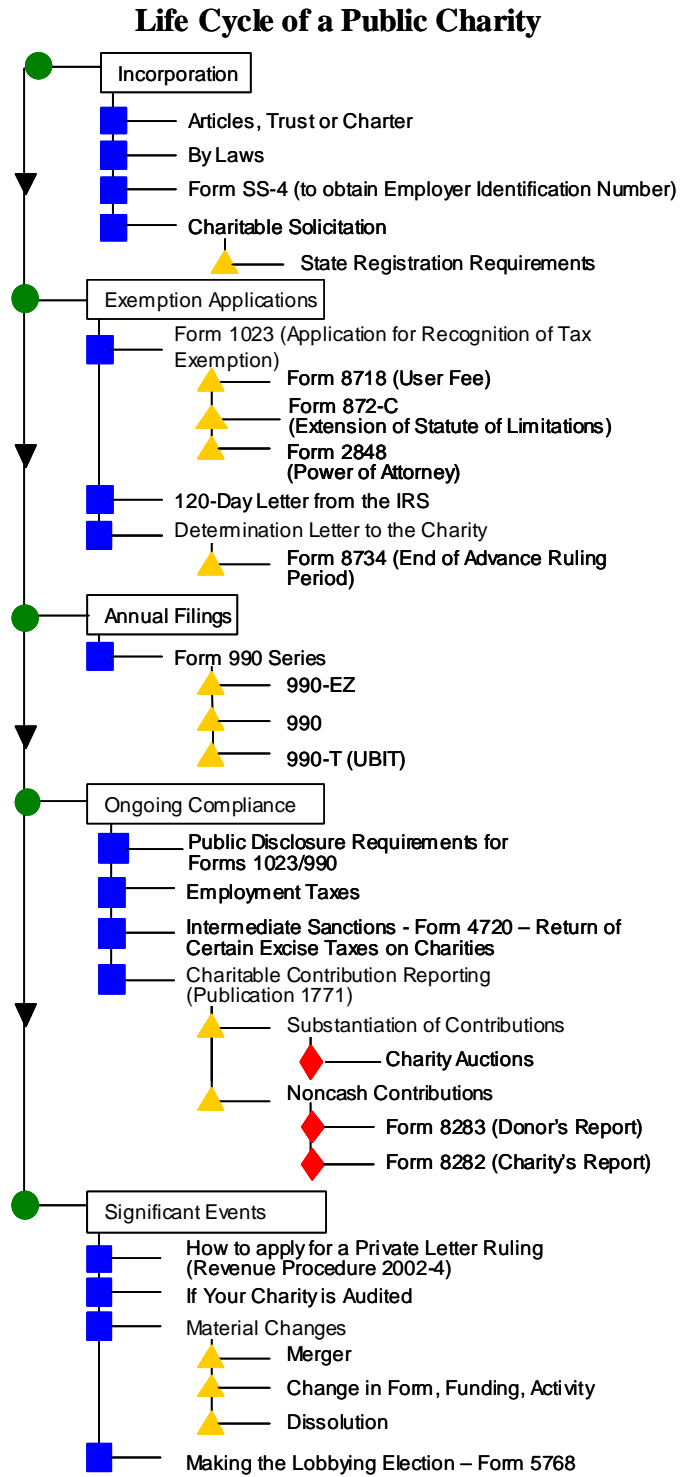 Life Cycle of a Public Charity
Incorporation
Articles, Trust or Charter
By Laws
Form SS-4 (to obtain Employer Identification Number)
Charitable Solicitation
State Registration Requirements
Exemption Applications
Form 1023 (Application for Recognition of Tax
Exemption)
Form 8718 (User Fee)
Form 872-C
(Extension of Statute of Limitations)
Form 2848
(Power of Attorney)
120-Day Letter from the IRS
Determination Letter to the Charity
Form 8734 (End of Advance Ruling
Period)
Annual Filings
Form 990 Series
990-EZ
990
990-T (UBIT)
Ongoing Compliance
Public Disclosure Requirements for
Forms 1023/990
Employment Taxes
Intermediate Sanctions - Form 4720 – Return of
Certain Excise Taxes on Charities
Charitable Contribution Reporting
(Publication 1771)
Substantiation of Contributions
Charity Auctions
Noncash Contributions
Form 8283 (Donor's Report)
Form 8282 (Charity's Report)
Significant Events
How to apply for a Private Letter Ruling
(Revenue Procedure 2002-4)
If Your Charity is Audited
Material Changes
Merger
Change in Form, Funding, Activity
Dissolution
Making the Lobbying Election – Form 5768